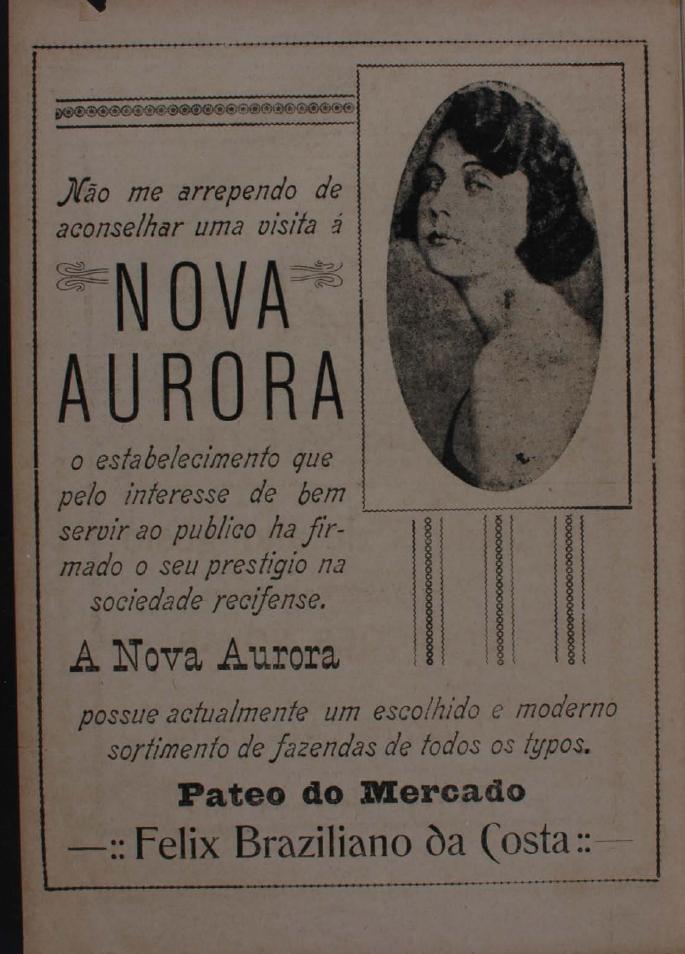 Não me arrependo de
aconselhar uma visita á
NOVA
AURORA
o estabelecimento que
pelo interesse de bem
servir ao publico ha fir-
mado o seu prestigio na
sociedade recifense.
A Nova Aurora
possue actualmente um escolhido e moderno
sortimento de fazendas de todos os typos.
Pateo do Mercado
—:: Felix Braziliano da Costa ::—